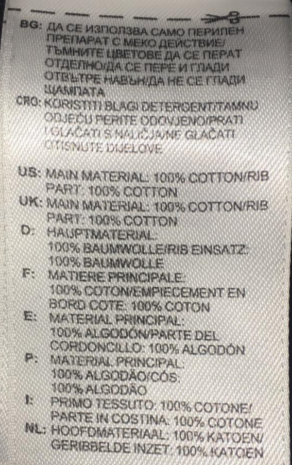 BG: ДА СЕ ИЗПОЛЗВА САМО ПЕРИЛЕН
ПРЕПАРАТ С МЕКО ДЕЙСТВИЕ/
ТЪМНИТЕ ЦВЕТОВЕ ДА СЕ ПЕРАТ
ОТДЕЛНО/ДА СЕ ПЕРЕ И ГЛАДИ
ОТВЪТРЕ НАВЪН/ДА НЕ СЕ ГЛАДИ
ЩАМПАТА
CRO: KORISTITI BLAGI DETERGENT/TAMNU
ODJEĆU PERITE ODOVJENO/PRATI
I GLAČATI S NALIČJA/NE GLAČATI
OTISNUTE DIJELOVE
US: MAIN MATERIAL: 100% COTTON/RIB
PART: 100% COTTON
UK: MAIN MATERIAL: 100% COTTON/RIB
PART: 100% COTTON
D: HAUPTMATERIAL:
100% BAUMWOLLE/RIB EINSATZ:
100% BAUMWOLLE
F: MATIERE PRINCIPALE:
100% COTON/EMPIECEMENT EN
BORD COTE: 100% COTON
E: MATERIAL PRINCIPAL:
100% ALGODÓN/PARTE DEL
CORDONCILLO: 100% ALGODÓN
P: MATERIAL PRINCIPAL:
100% ALGODÃO/CÓS:
100% ALGODÃO
I: PRIMO TESSUTO: 100% COTONE/
PARTE IN COSTINA: 100% COTONE
NL: HOOFDMATERIAAL: 100% KATOEN/
GERIBBELDE INZET: 100% KATOEN